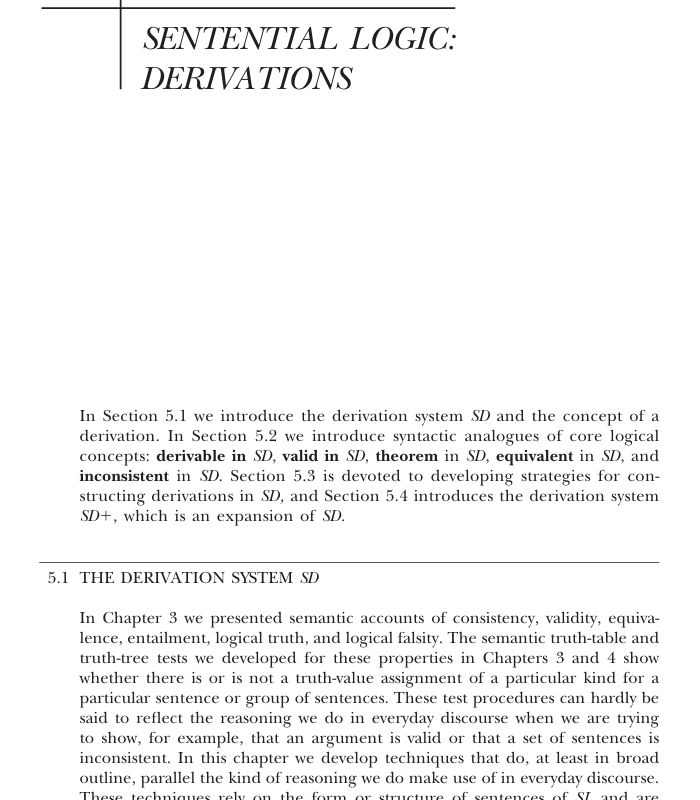 SENTENTIAL LOGIC:
DERIVATIONS
In Section 5.1 we introduce the derivation system SD and the concept of a
derivation. In Section 5.2 we introduce syntactic analogues of core logical
concepts: derivable in SD, valid in SD, theorem in SD, equivalent in SD, and
inconsistent in SD. Section 5.3 is devoted to developing strategies for con-
structing derivations in SD, and Section 5.4 introduces the derivation system
SD+, which is an expansion of SD.
5.1 THE DERIVATION SYSTEM SD
In Chapter 3 we presented semantic accounts of consistency, validity, equiva-
lence, entailment, logical truth, and logical falsity. The semantic truth-table and
truth-tree tests we developed for these properties in Chapters 3 and 4 show
whether there is or is not a truth-value assignment of a particular kind for a
particular sentence or group of sentences. These test procedures can hardly be
said to reflect the reasoning we do in everyday discourse when we are trying
to show, for example, that an argument is valid or that a set of sentences is
inconsistent. In this chapter we develop techniques that do, at least in broad
outline, parallel the kind of reasoning we do make use of in everyday discourse.
These techniques rely on the form or structure of sentences of SL and are